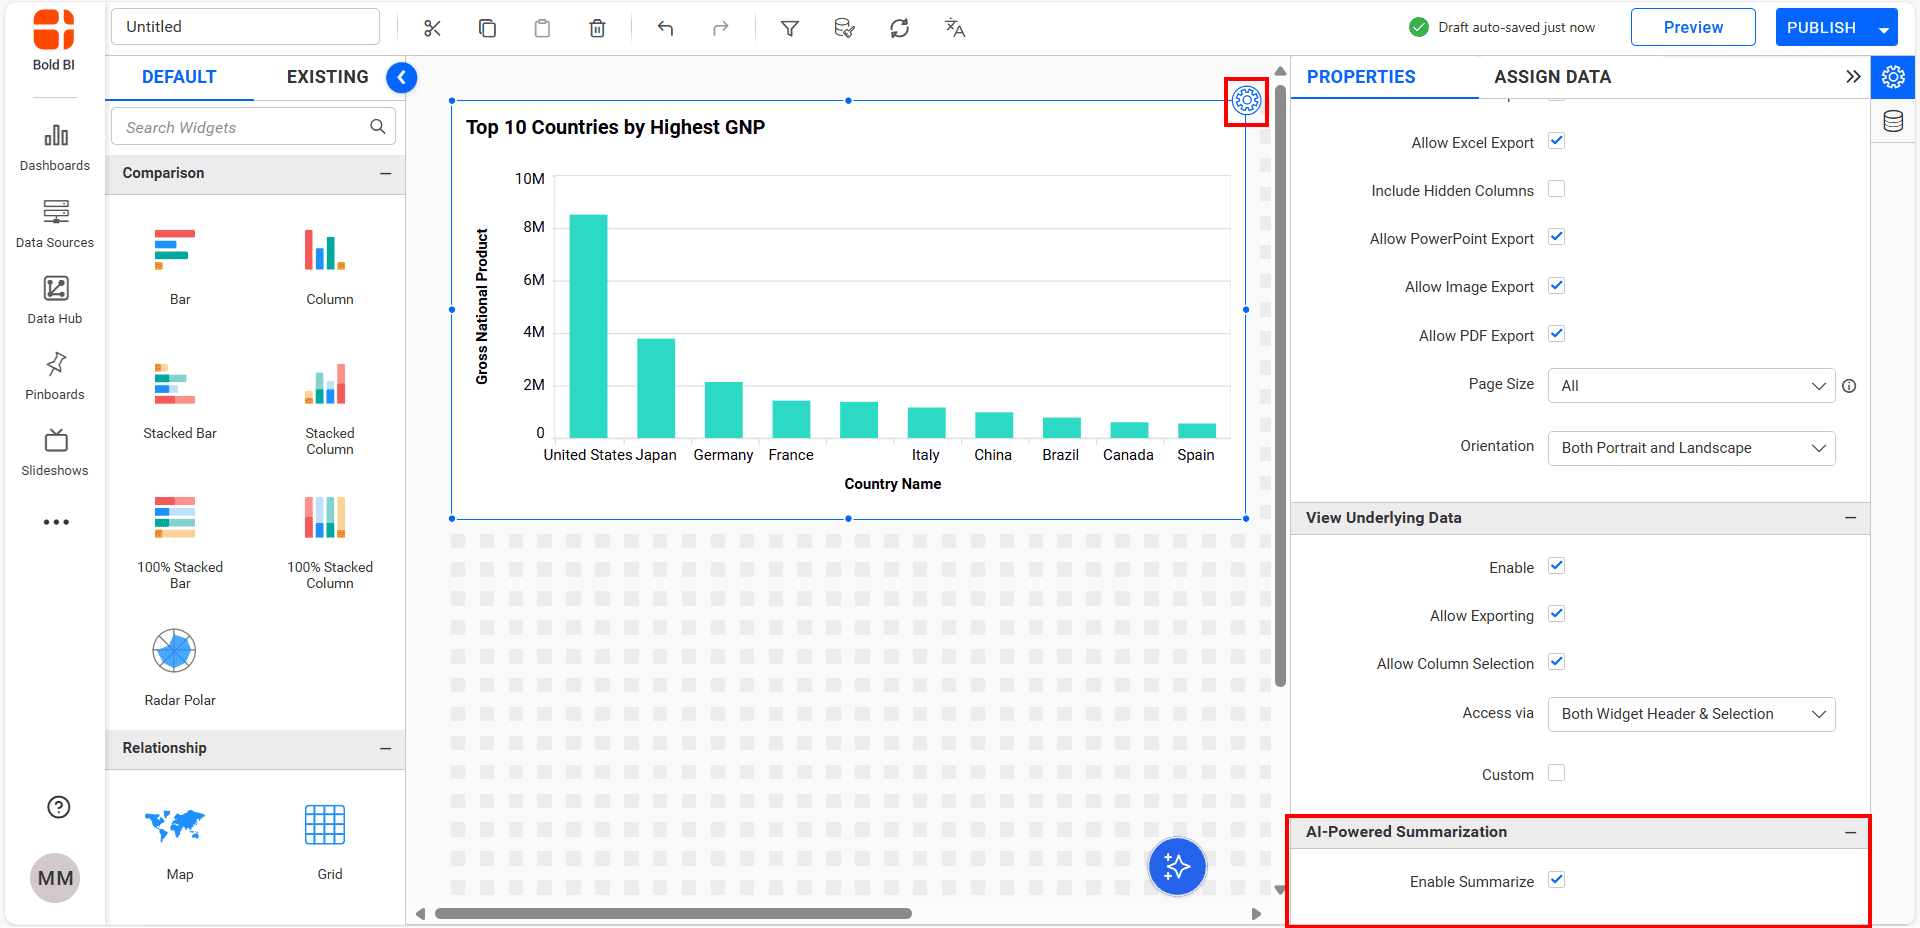 Bold BI
Untitled
Draft auto-saved just now
Preview
PUBLISH
DEFAULT
EXISTING
PROPERTIES
ASSIGN DATA
Search Widgets
Dashboards
Data Sources
Data Hub
Pinboards
Slideshows
MM
Comparison
Bar
Column
Stacked Bar
Stacked
Column
100% Stacked
Bar
100% Stacked
Column
Radar Polar
Relationship
Map
Grid
Top 10 Countries by Highest GNP
Gross National Product
10M
8M
6M
4M
2M
0
United States Japan Germany France Italy China Brazil Canada Spain
Country Name
Allow Excel Export
Include Hidden Columns
Allow PowerPoint Export
Allow Image Export
Allow PDF Export
Page Size All
Orientation Both Portrait and Landscape
View Underlying Data
Enable
Allow Exporting
Allow Column Selection
Access via Both Widget Header & Selection
Custom
AI-Powered Summarization
Enable Summarize